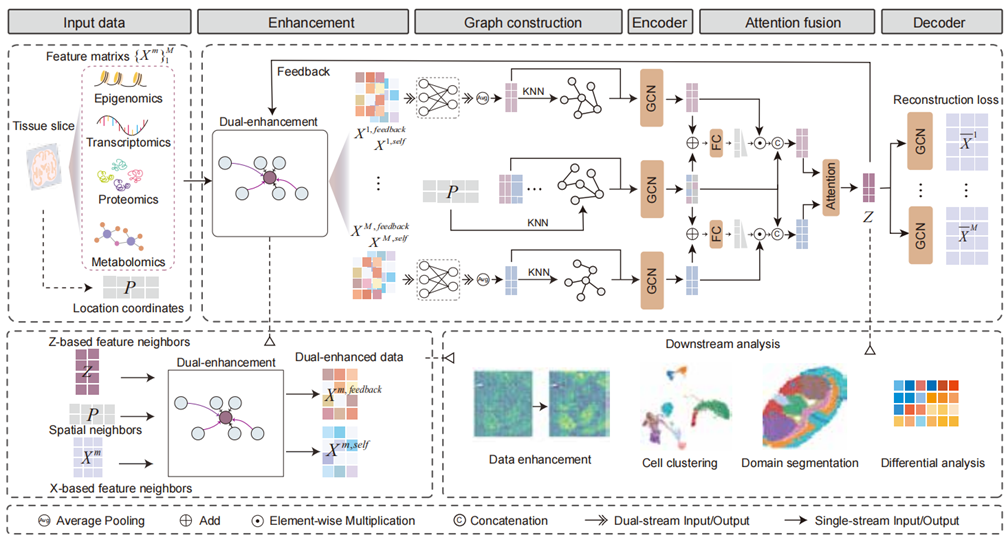 Input data
Enhancement
Graph construction
Encoder
Attention fusion
Decoder
Feature matrixs {X^m}_1^M
Epigenomics
Tissue slice
Transcriptomics
Proteomics
Metabolomics
P
Location coordinates
Feedback
Dual-enhancement
X^{1,feedback}
X^{1,self}
⋮
X^{M,feedback}
X^{M,self}
Avg
KNN
GCN
P
...
KNN
GCN
Avg
KNN
GCN
FC
C
FC
C
Attention
Z
Reconstruction loss
GCN
X̅^1
... ⋮
GCN
X̅^M
Z-based feature neighbors
Z
P
Spatial neighbors
X^m
X-based feature neighbors
Dual-enhancement
Dual-enhanced data
X^{m,feedback}
X^{m,self}
Downstream analysis
Data enhancement
Cell clustering
Domain segmentation
Differential analysis
Avg Average Pooling
⊕ Add
⊙ Element-wise Multiplication
© Concatenation
Dual-stream Input/Output
Single-stream Input/Output